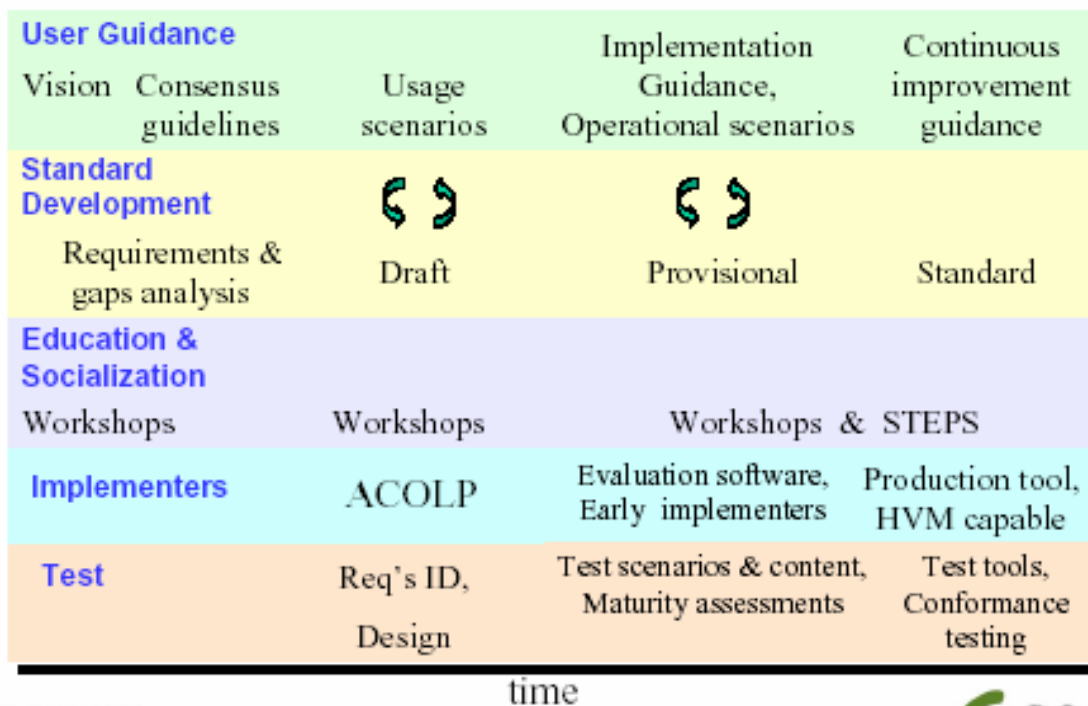 User Guidance
Vision Consensus guidelines
Usage scenarios
Implementation Guidance, Operational scenarios
Continuous improvement guidance
Standard Development
Requirements & gaps analysis
Draft
Provisional
Standard
Education & Socialization
Workshops
Workshops
Workshops & STEPS
Implementers
ACOLP
Evaluation software, Early implementers
Production tool, HVM capable
Test
Req's ID, Design
Test scenarios & content, Maturity assessments
Test tools, Conformance testing
time